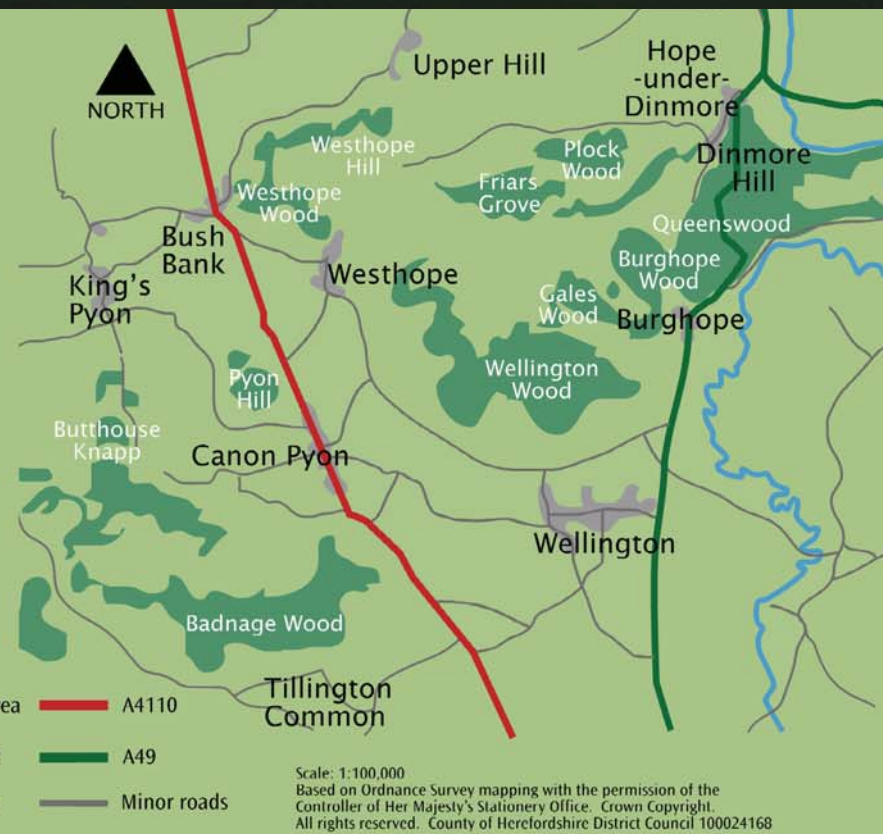 Upper Hill
Hope
-under-
Dinmore
NORTH
Westhope
Hill
Plock
Wood
Dinmore
Hill
Friars
Grove
Westhope
Wood
Queenswood
Bush
Bank
Burghope
Wood
Westhope
King's
Pyon
Gales
Wood
Burghope
Pyon
Hill
Wellington
Wood
Butthouse
Knapp
Canon Pyon
Wellington
Badnage Wood
Tillington
Common
A4110
A49
Minor roads
Scale: 1:100,000
Based on Ordnance Survey mapping with the permission of the
Controller of Her Majesty's Stationery Office. Crown Copyright.
All rights reserved. County of Herefordshire District Council 100024168